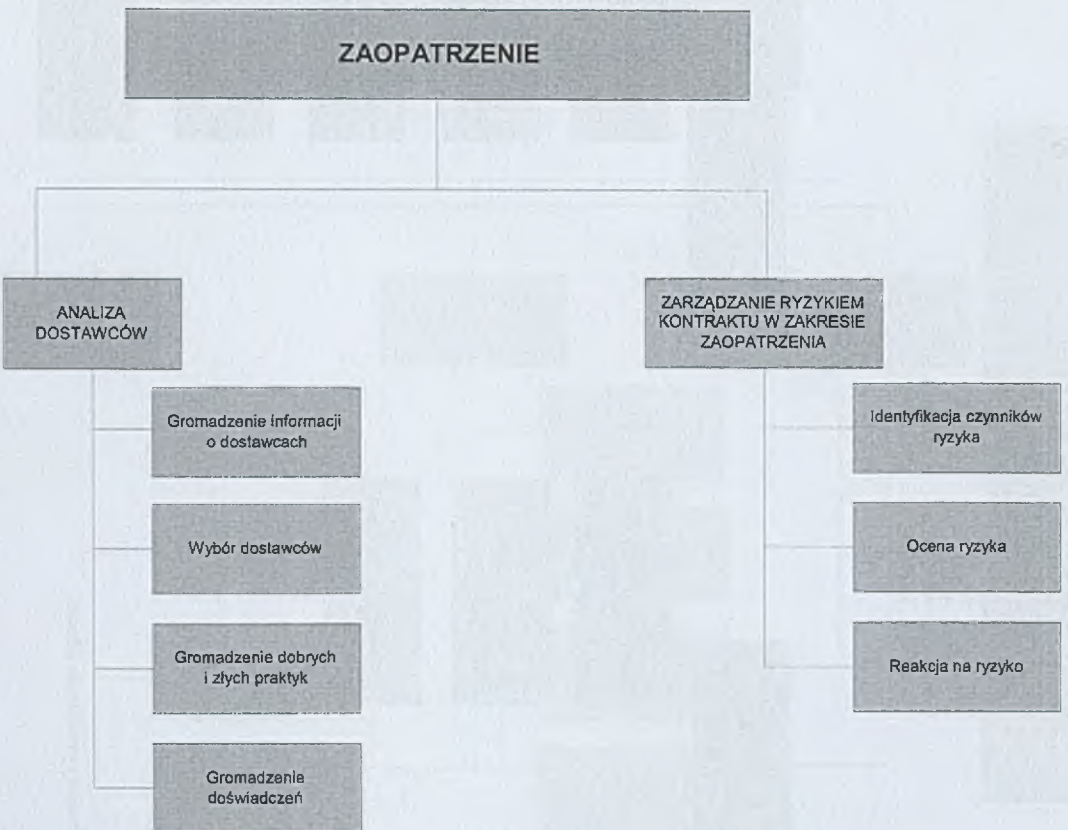 ZAOPATRZENIE
ANALIZA
DOSTAWCÓW
Gromadzenie informacji
o dostawcach
Wybór dostawców
Gromadzenie dobrych
i złych praktyk
Gromadzenie
doświadczeń
ZARZĄDZANIE RYZYKIEM
KONTRAKTU W ZAKRESIE
ZAOPATRZENIA
Identyfikacja czynników
ryzyka
Ocena ryzyka
Reakcja na ryzyko